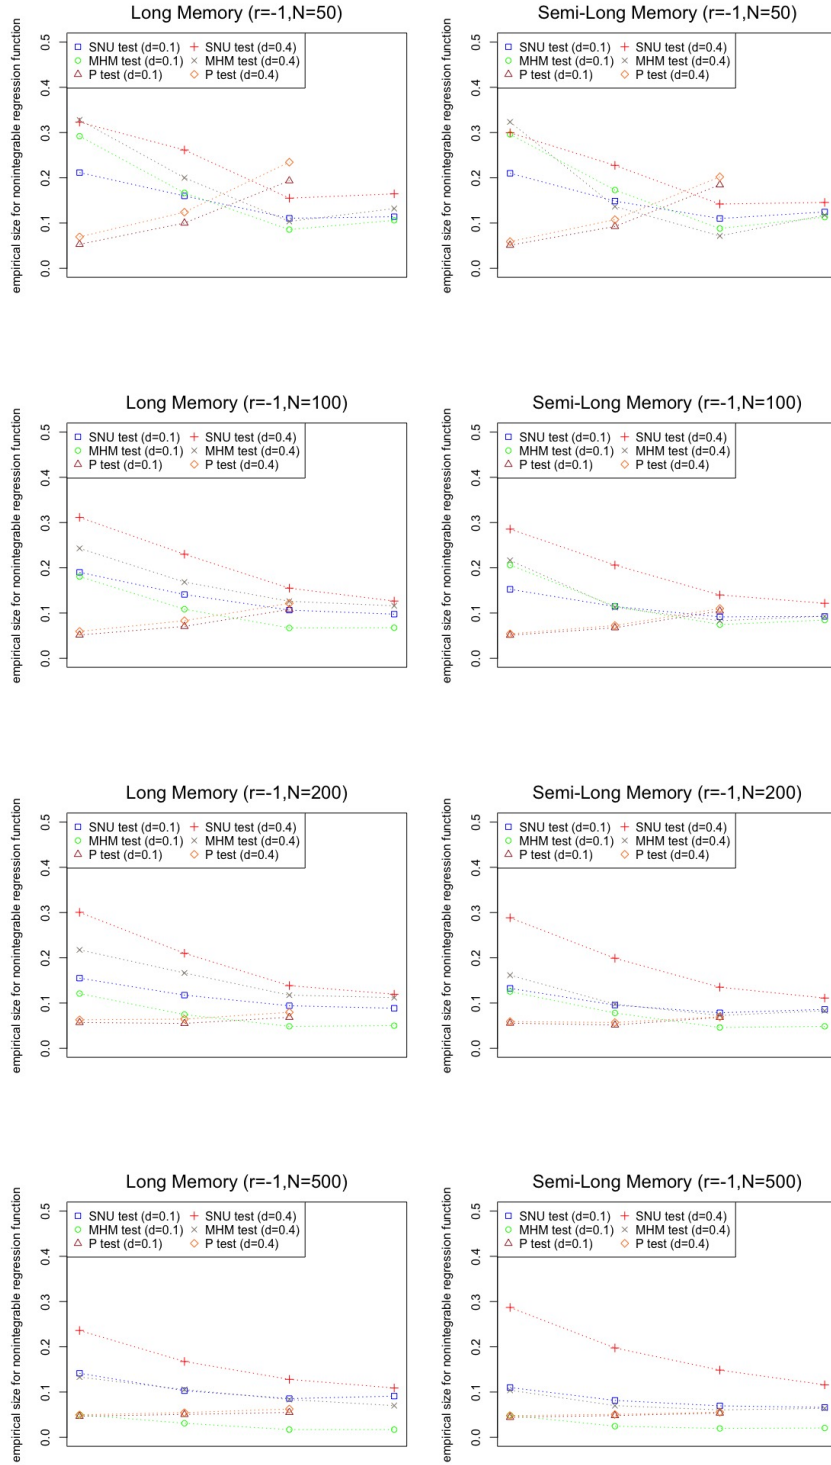 Long Memory (r=-1,N=50)
empirical size for nonintegrable regression function
0.0 0.1 0.2 0.3 0.4 0.5
SNU test (d=0.1) SNU test (d=0.4)
MHM test (d=0.1) MHM test (d=0.4)
P test (d=0.1) P test (d=0.4)
Semi-Long Memory (r=-1,N=50)
empirical size for nonintegrable regression function
0.0 0.1 0.2 0.3 0.4 0.5
SNU test (d=0.1) SNU test (d=0.4)
MHM test (d=0.1) MHM test (d=0.4)
P test (d=0.1) P test (d=0.4)
Long Memory (r=-1,N=100)
empirical size for nonintegrable regression function
0.0 0.1 0.2 0.3 0.4 0.5
SNU test (d=0.1) SNU test (d=0.4)
MHM test (d=0.1) MHM test (d=0.4)
P test (d=0.1) P test (d=0.4)
Semi-Long Memory (r=-1,N=100)
empirical size for nonintegrable regression function
0.0 0.1 0.2 0.3 0.4 0.5
SNU test (d=0.1) SNU test (d=0.4)
MHM test (d=0.1) MHM test (d=0.4)
P test (d=0.1) P test (d=0.4)
Long Memory (r=-1,N=200)
empirical size for nonintegrable regression function
0.0 0.1 0.2 0.3 0.4 0.5
SNU test (d=0.1) SNU test (d=0.4)
MHM test (d=0.1) MHM test (d=0.4)
P test (d=0.1) P test (d=0.4)
Semi-Long Memory (r=-1,N=200)
empirical size for nonintegrable regression function
0.0 0.1 0.2 0.3 0.4 0.5
SNU test (d=0.1) SNU test (d=0.4)
MHM test (d=0.1) MHM test (d=0.4)
P test (d=0.1) P test (d=0.4)
Long Memory (r=-1,N=500)
empirical size for nonintegrable regression function
0.0 0.1 0.2 0.3 0.4 0.5
SNU test (d=0.1) SNU test (d=0.4)
MHM test (d=0.1) MHM test (d=0.4)
P test (d=0.1) P test (d=0.4)
Semi-Long Memory (r=-1,N=500)
empirical size for nonintegrable regression function
0.0 0.1 0.2 0.3 0.4 0.5
SNU test (d=0.1) SNU test (d=0.4)
MHM test (d=0.1) MHM test (d=0.4)
P test (d=0.1) P test (d=0.4)